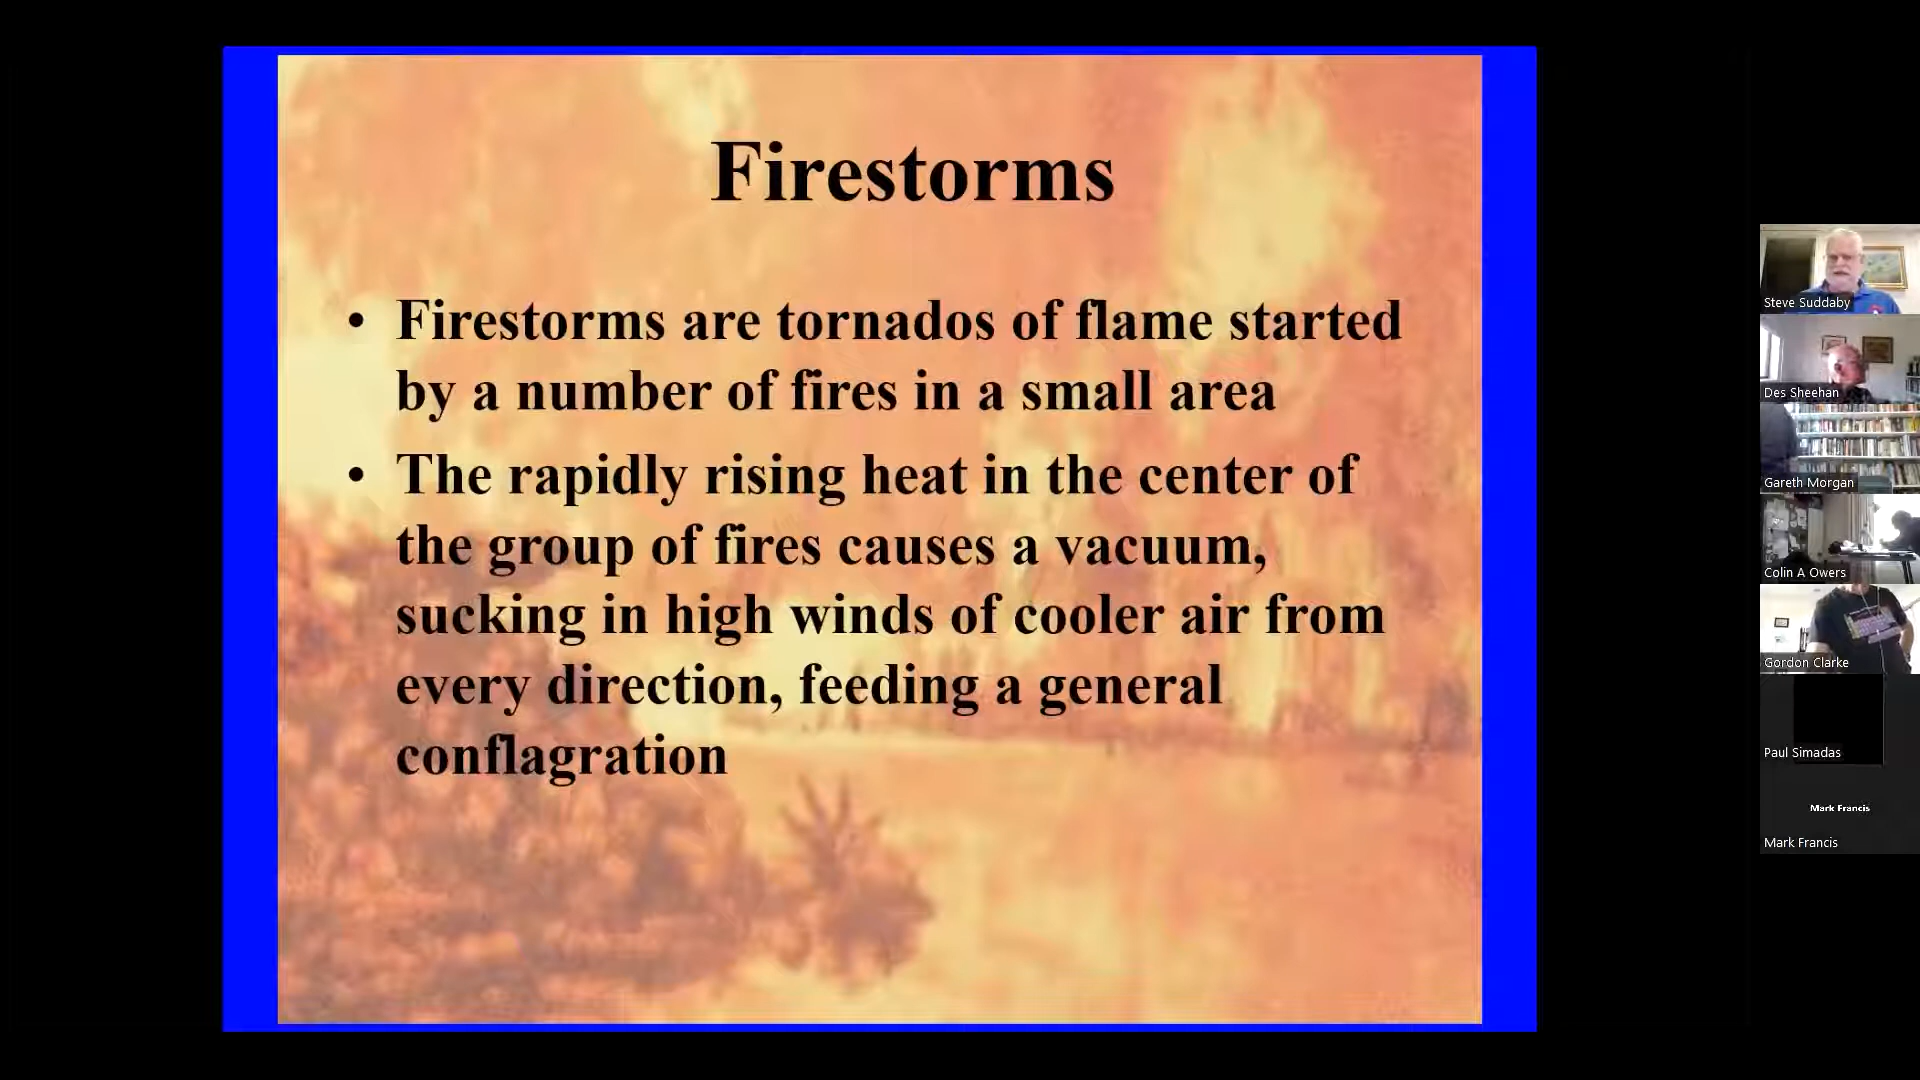 Firestorms
• Firestorms are tornados of flame started
by a number of fires in a small area
• The rapidly rising heat in the center of
the group of fires causes a vacuum,
sucking in high winds of cooler air from
every direction, feeding a general
conflagration
Steve Suddaby
Des Sheehan
Gareth Morgan
Colin A Owers
Gordon Clarke
Paul Simadas
Mark Francis
Mark Francis